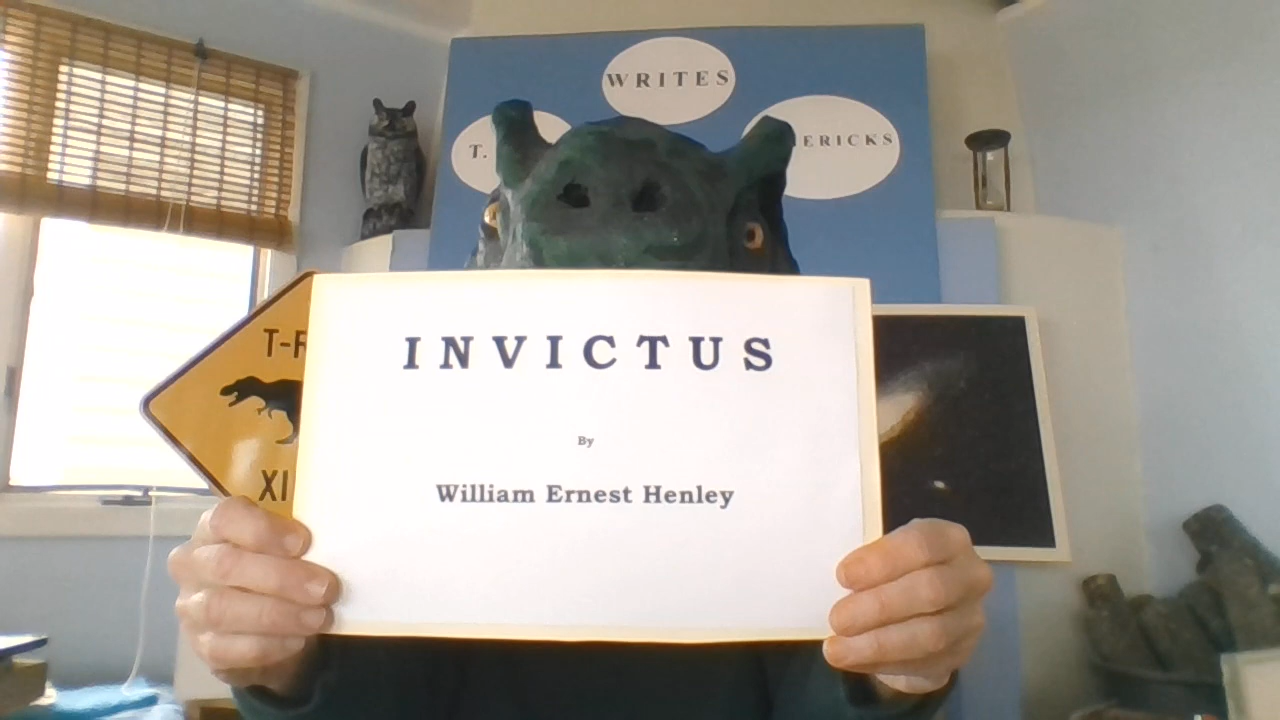 WRITES
T.
ERICKS
T-R
XI
INVICTUS
By
William Ernest Henley